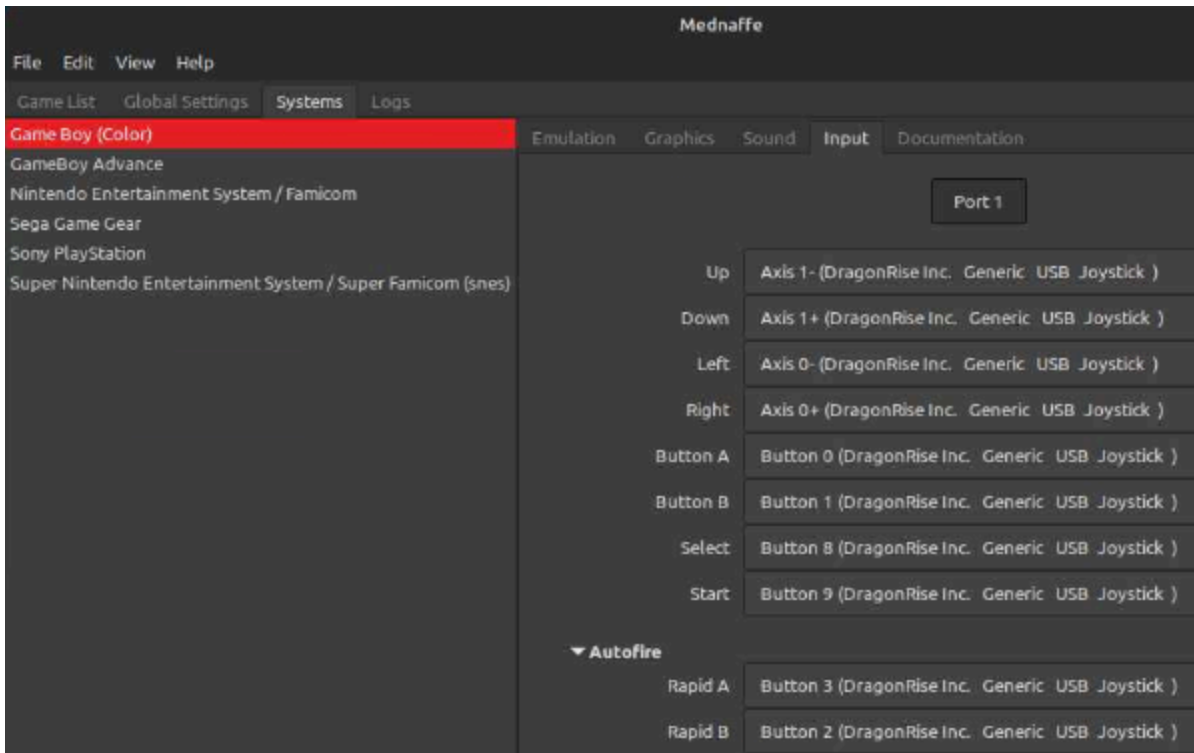 Mednaffe
File Edit View Help
Game List Global Settings Systems Logs
Game Boy (Color)
GameBoy Advance
Nintendo Entertainment System / Famicom
Sega Game Gear
Sony PlayStation
Super Nintendo Entertainment System / Super Famicom (snes)
Emulation Graphics Sound Input Documentation
Port 1
Up Axis 1- (DragonRise Inc. Generic USB Joystick )
Down Axis 1+ (DragonRise Inc. Generic USB Joystick )
Left Axis 0- (DragonRise Inc. Generic USB Joystick )
Right Axis 0+ (DragonRise Inc. Generic USB Joystick )
Button A Button 0 (DragonRise Inc. Generic USB Joystick )
Button B Button 1 (DragonRise Inc. Generic USB Joystick )
Select Button 8 (DragonRise Inc. Generic USB Joystick )
Start Button 9 (DragonRise Inc. Generic USB Joystick )
Autofire
Rapid A Button 3 (DragonRise Inc. Generic USB Joystick )
Rapid B Button 2 (DragonRise Inc. Generic USB Joystick )